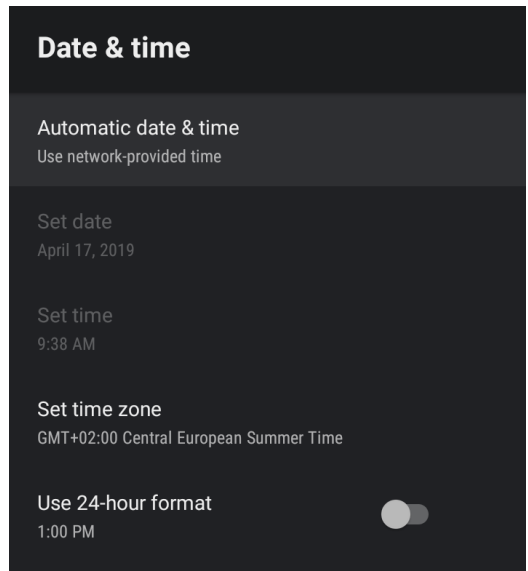 Date & time
Automatic date & time
Use network-provided time
Set date
April 17, 2019
Set time
9:38 AM
Set time zone
GMT+02:00 Central European Summer Time
Use 24-hour format
1:00 PM